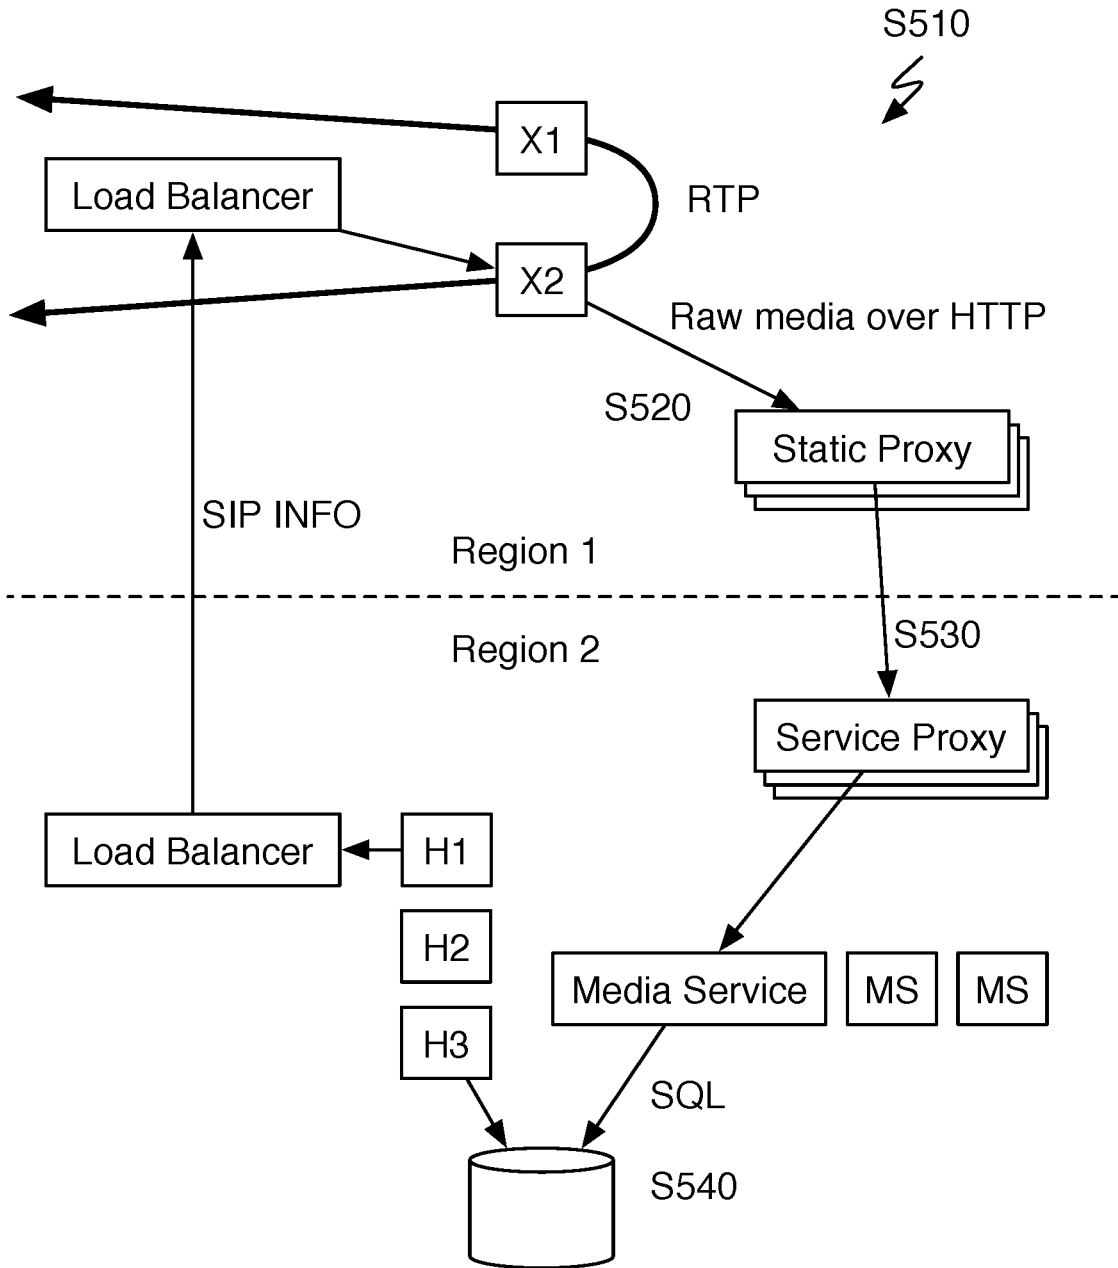 S510
X1
Load Balancer
RTP
X2
Raw media over HTTP
S520
Static Proxy
SIP INFO
Region 1
S530
Region 2
Service Proxy
Load Balancer
H1
H2
Media Service
MS
MS
H3
SQL
S540